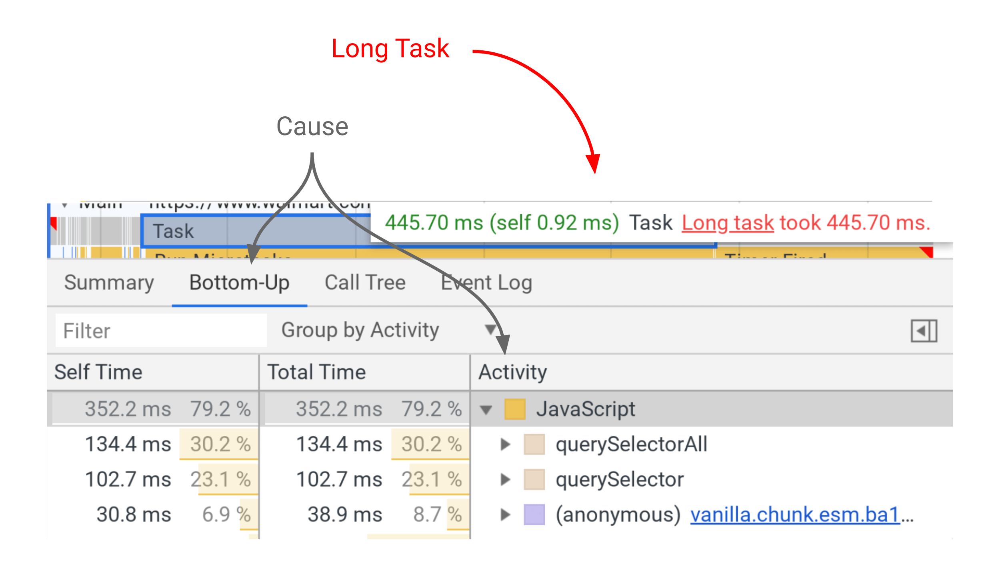 Long Task
Cause
Main https://www.walmart.com
Task
445.70 ms (self 0.92 ms) Task Long task took 445.70 ms.
Run Microtasks Timer Fired
Summary Bottom-Up Call Tree Event Log
Filter Group by Activity
Self Time Total Time Activity
352.2 ms 79.2 % 352.2 ms 79.2 % JavaScript
134.4 ms 30.2 % 134.4 ms 30.2 % querySelectorAll
102.7 ms 23.1 % 102.7 ms 23.1 % querySelector
30.8 ms 6.9 % 38.9 ms 8.7 % (anonymous) vanilla.chunk.esm.ba1...